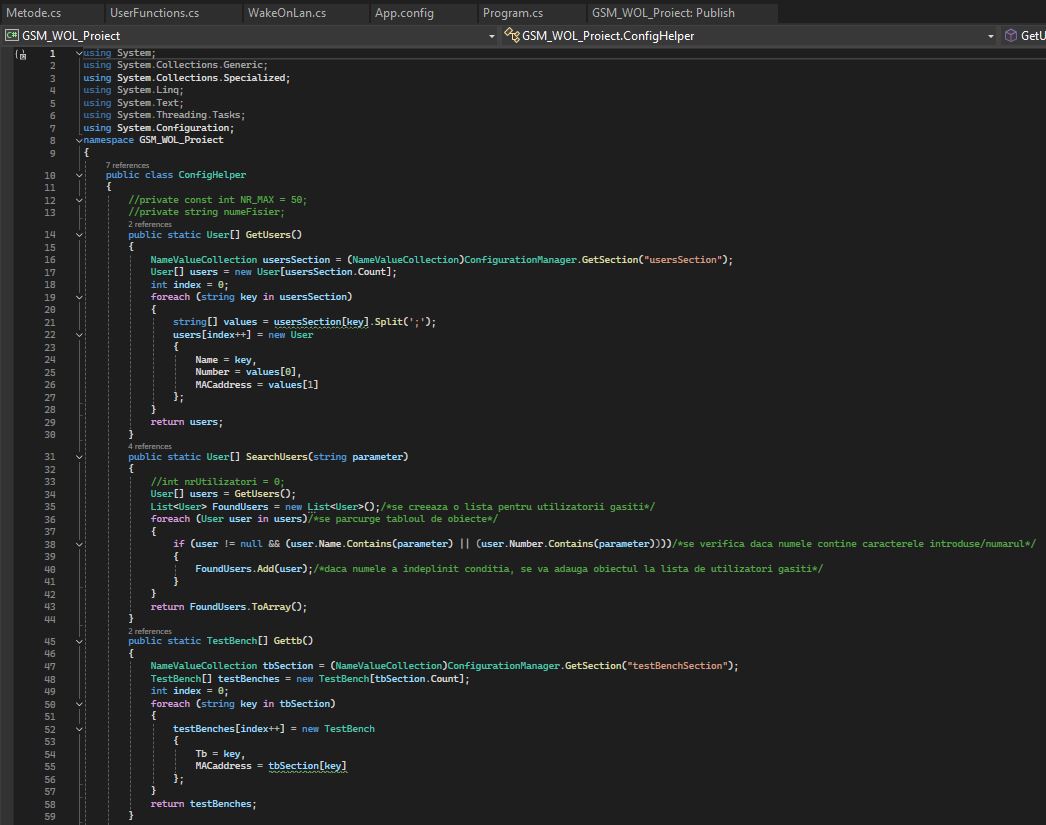 Metode.cs UserFunctions.cs WakeOnLan.cs App.config Program.cs GSM_WOL_Project: Publish
C# GSM_WOL_Project GSM_WOL_Project.ConfigHelper GetU
1 using System;
2 using System.Collections.Generic;
3 using System.Collections.Specialized;
4 using System.Linq;
5 using System.Text;
6 using System.Threading.Tasks;
7 using System.Configuration;
8 namespace GSM_WOL_Proiect
9 {
7 references
10 public class ConfigHelper
11 {
12 //private const int NR_MAX = 50;
13 //private string numeFisier;
2 references
14 public static User[] GetUsers()
15 {
16 NameValueCollection usersSection = (NameValueCollection)ConfigurationManager.GetSection("usersSection");
17 User[] users = new User[usersSection.Count];
18 int index = 0;
19 foreach (string key in usersSection)
20 {
21 string[] values = usersSection[key].Split(';');
22 users[index++] = new User
23 {
24 Name = key,
25 Number = values[0],
26 MACaddress = values[1]
27 };
28 }
29 return users;
30 }
4 references
31 public static User[] SearchUsers(string parameter)
32 {
33 //int nrUtilizatori = 0;
34 User[] users = GetUsers();
35 List<User> FoundUsers = new List<User>();/*se creeaza o lista pentru utilizatorii gasiti*/
36 foreach (User user in users)/*se parcurge tabloul de obiecte*/
37 {
38 if (user != null && (user.Name.Contains(parameter) || (user.Number.Contains(parameter))))/*se verifica daca numele contine caracterele introduse/numarul*/
39 {
40 FoundUsers.Add(user);/*daca numele a indeplinit conditia, se va adauga obiectul la lista de utilizatori gasiti*/
41 }
42 }
43 return FoundUsers.ToArray();
44 }
2 references
45 public static TestBench[] Gettb()
46 {
47 NameValueCollection tbSection = (NameValueCollection)ConfigurationManager.GetSection("testBenchSection");
48 TestBench[] testBenches = new TestBench[tbSection.Count];
49 int index = 0;
50 foreach (string key in tbSection)
51 {
52 testBenches[index++] = new TestBench
53 {
54 Tb = key,
55 MACaddress = tbSection[key]
56 };
57 }
58 return testBenches;
59 }